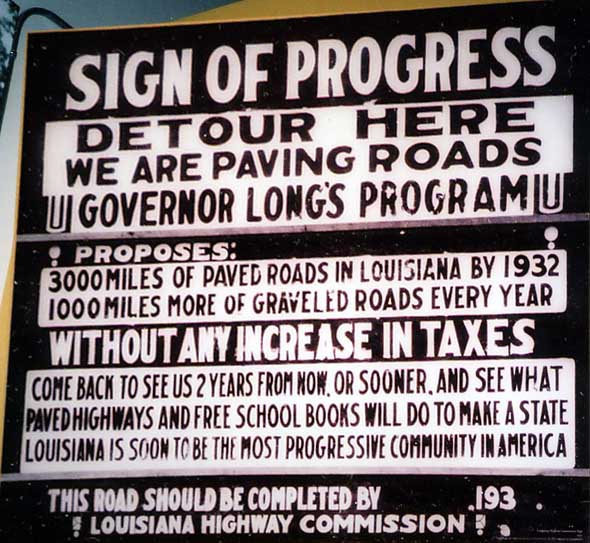 SIGN OF PROGRESS
DETOUR HERE
WE ARE PAVING ROADS
GOVERNOR LONG'S PROGRAM
PROPOSES:
3000 MILES OF PAVED ROADS IN LOUISIANA BY 1932
1000 MILES MORE OF GRAVELED ROADS EVERY YEAR
WITHOUT ANY INCREASE IN TAXES
COME BACK TO SEE US 2 YEARS FROM NOW, OR SOONER, AND SEE WHAT
PAVED HIGHWAYS AND FREE SCHOOL BOOKS WILL DO TO MAKE A STATE
LOUISIANA IS SOON TO BE THE MOST PROGRESSIVE COMMUNITY IN AMERICA
THIS ROAD SHOULD BE COMPLETED BY .193 .
! LOUISIANA HIGHWAY COMMISSION !